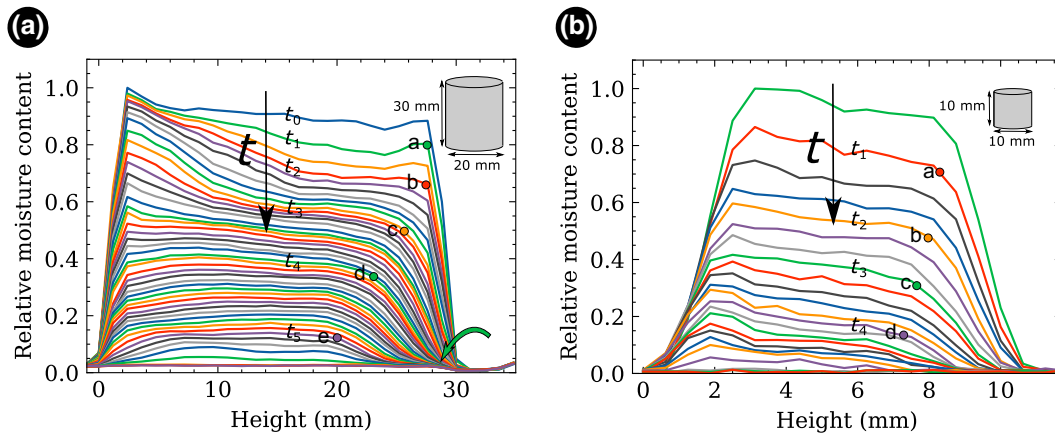 (a)
Relative moisture content
1.0
0.8
0.6
0.4
0.2
0.0
0
10
20
30
Height (mm)
t
t0
t1
t2
t3
t4
t5
a
b
c
d
e
30 mm
20 mm
(b)
Relative moisture content
1.0
0.8
0.6
0.4
0.2
0.0
0
2
4
6
8
10
Height (mm)
t
t1
t2
t3
t4
a
b
c
d
10 mm
10 mm